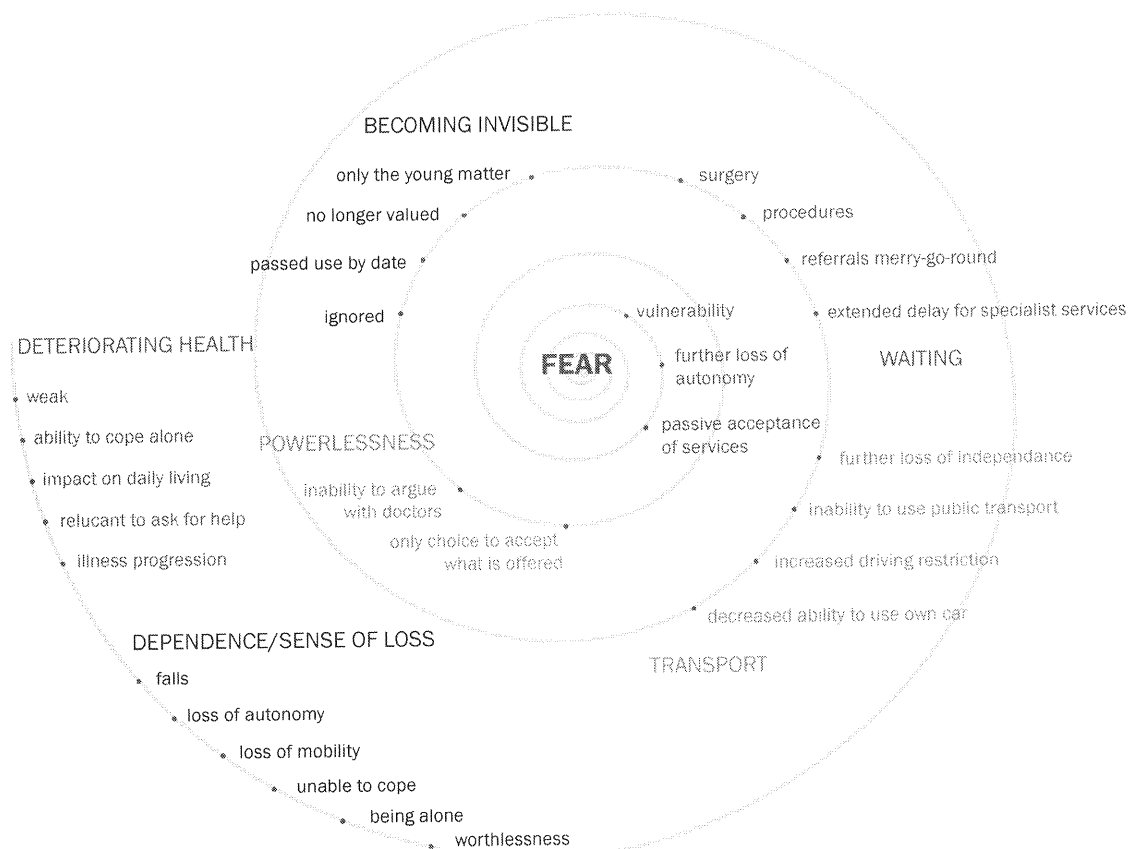 BECOMING INVISIBLE
only the young matter
no longer valued
passed use by date
ignored
surgery
procedures
referrals merry-go-round
extended delay for specialist services
WAITING
vulnerability
FEAR
further loss of
autonomy
passive acceptance
of services
DETERIORATING HEALTH
weak
ability to cope alone
impact on daily living
relucant to ask for help
illness progression
POWERLESSNESS
inability to argue
with doctors
only choice to accept
what is offered
further loss of independance
inability to use public transport
increased driving restriction
decreased ability to use own car
TRANSPORT
DEPENDENCE/SENSE OF LOSS
falls
loss of autonomy
loss of mobility
unable to cope
being alone
worthlessness